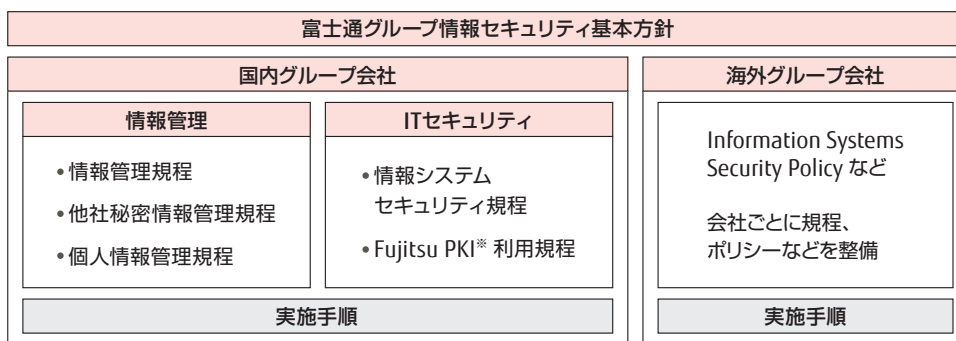 富士通グループ情報セキュリティ基本方針
国内グループ会社
情報管理
•情報管理規程
•他社秘密情報管理規程
•個人情報管理規程
ITセキュリティ
•情報システム
セキュリティ規程
•Fujitsu PKI※ 利用規程
実施手順
海外グループ会社
Information Systems
Security Policy など
会社ごとに規程、
ポリシーなどを整備
実施手順